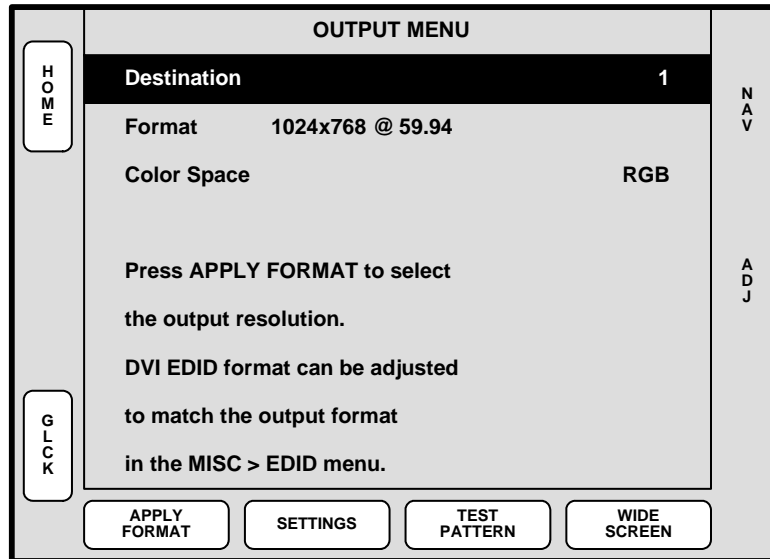 OUTPUT MENU
HOME
Destination 1
NAV
Format 1024x768 @ 59.94
Color Space RGB
Press APPLY FORMAT to select
ADJ
the output resolution.
DVI EDID format can be adjusted
to match the output format
GLCK
in the MISC > EDID menu.
APPLY
FORMAT
SETTINGS
TEST
PATTERN
WIDE
SCREEN